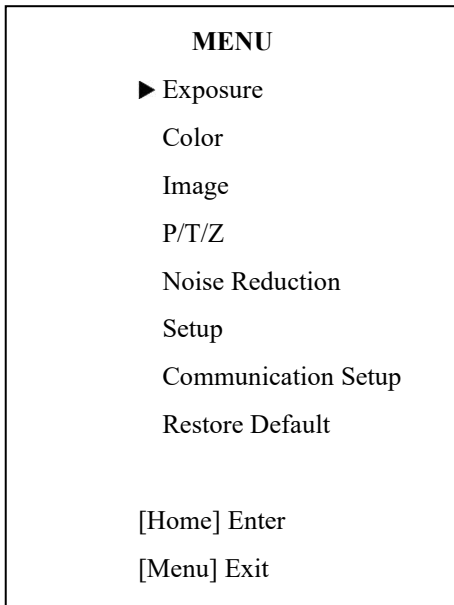 MENU
▶ Exposure
Color
Image
P/T/Z
Noise Reduction
Setup
Communication Setup
Restore Default
[Home] Enter
[Menu] Exit